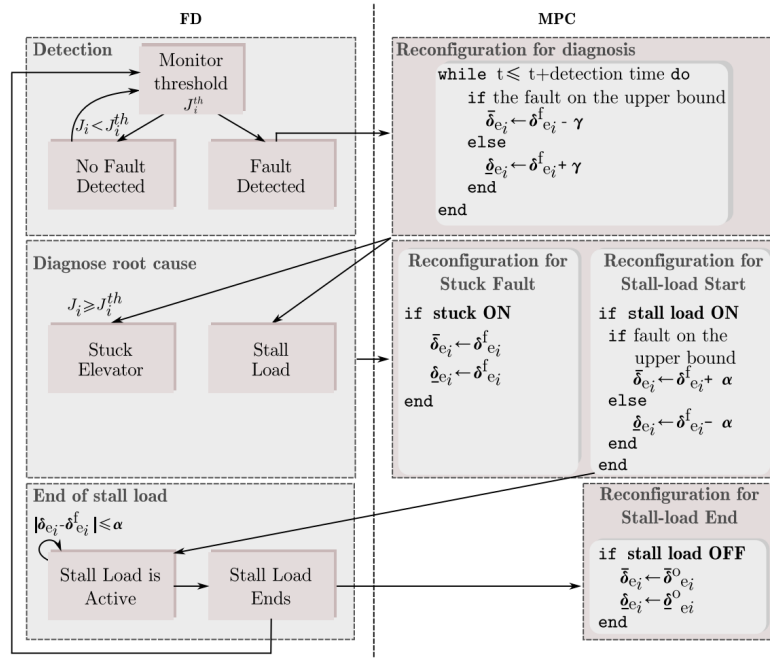 FD
MPC
Detection
Monitor
threshold
J_i^{th}
J_i<J_i^{th}
No Fault
Detected
Fault
Detected
Reconfiguration for diagnosis
while t⩽ t+detection time do
if the fault on the upper bound
δ̄_{e_i}←δ^f_{e_i} - γ
else
δ̲_{e_i}←δ^f_{e_i}+ γ
end
end
Diagnose root cause
J_i⩾J_i^{th}
Stuck
Elevator
Stall
Load
Reconfiguration for
Stuck Fault
if stuck ON
δ̄_{e_i}←δ^f_{e_i}
δ̲_{e_i}←δ^f_{e_i}
end
Reconfiguration for
Stall-load Start
if stall load ON
if fault on the
upper bound
δ̄_{e_i}←δ^f_{e_i}+ α
else
δ̲_{e_i}←δ^f_{e_i}- α
end
end
End of stall load
|δ_{e_i}-δ^f_{e_i}|⩽α
Stall Load is
Active
Stall Load
Ends
Reconfiguration for
Stall-load End
if stall load OFF
δ̄_{e_i}←δ̄^o_{e_i}
δ̲_{e_i}←δ̲^o_{e_i}
end